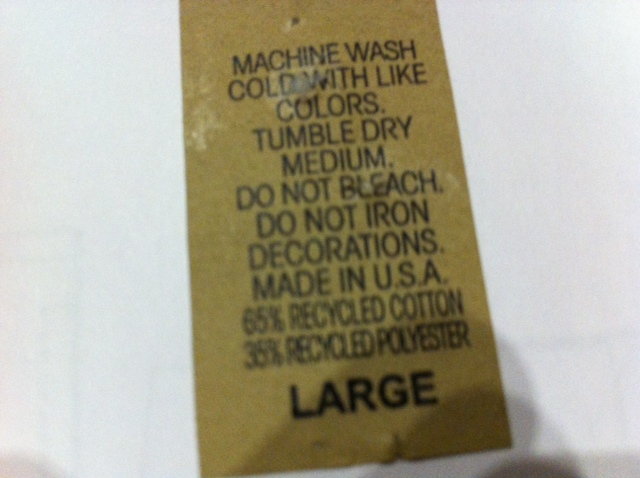 MACHINE WASH
COLD WITH LIKE
COLORS.
TUMBLE DRY
MEDIUM.
DO NOT BLEACH.
DO NOT IRON
DECORATIONS.
MADE IN U.S.A.
65% RECYCLED COTTON
35% RECYCLED POLYESTER
LARGE